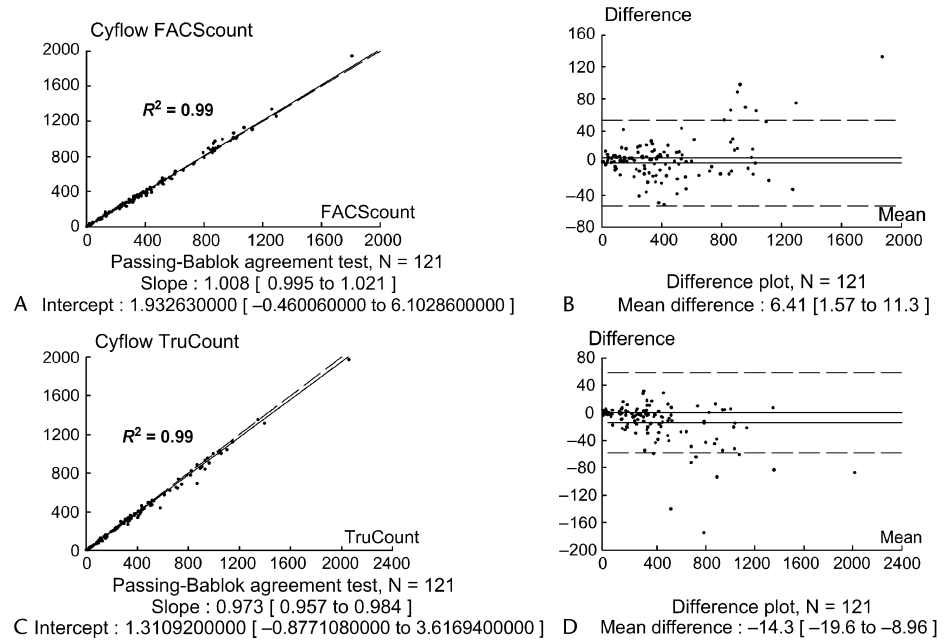 Cyflow FACScount
2000
1600
1200
800
400
0
R² = 0.99
FACScount
0 400 800 1200 1600 2000
Passing-Bablok agreement test, N = 121
Slope : 1.008 [ 0.995 to 1.021 ]
A Intercept : 1.932630000 [ –0.460060000 to 6.1028600000 ]
Difference
160
120
80
40
0
–40
–80
Mean
0 400 800 1200 1600 2000
Difference plot, N = 121
B Mean difference : 6.41 [1.57 to 11.3 ]
Cyflow TruCount
2000
1600
1200
800
400
0
R² = 0.99
TruCount
0 400 800 1200 1600 2000 2400
Passing-Bablok agreement test, N = 121
Slope : 0.973 [ 0.957 to 0.984 ]
C Intercept : 1.3109200000 [ –0.8771080000 to 3.6169400000 ]
Difference
80
40
0
–40
–80
–120
–160
–200
Mean
0 400 800 1200 1600 2000 2400
Difference plot, N = 121
D Mean difference : –14.3 [ –19.6 to –8.96 ]